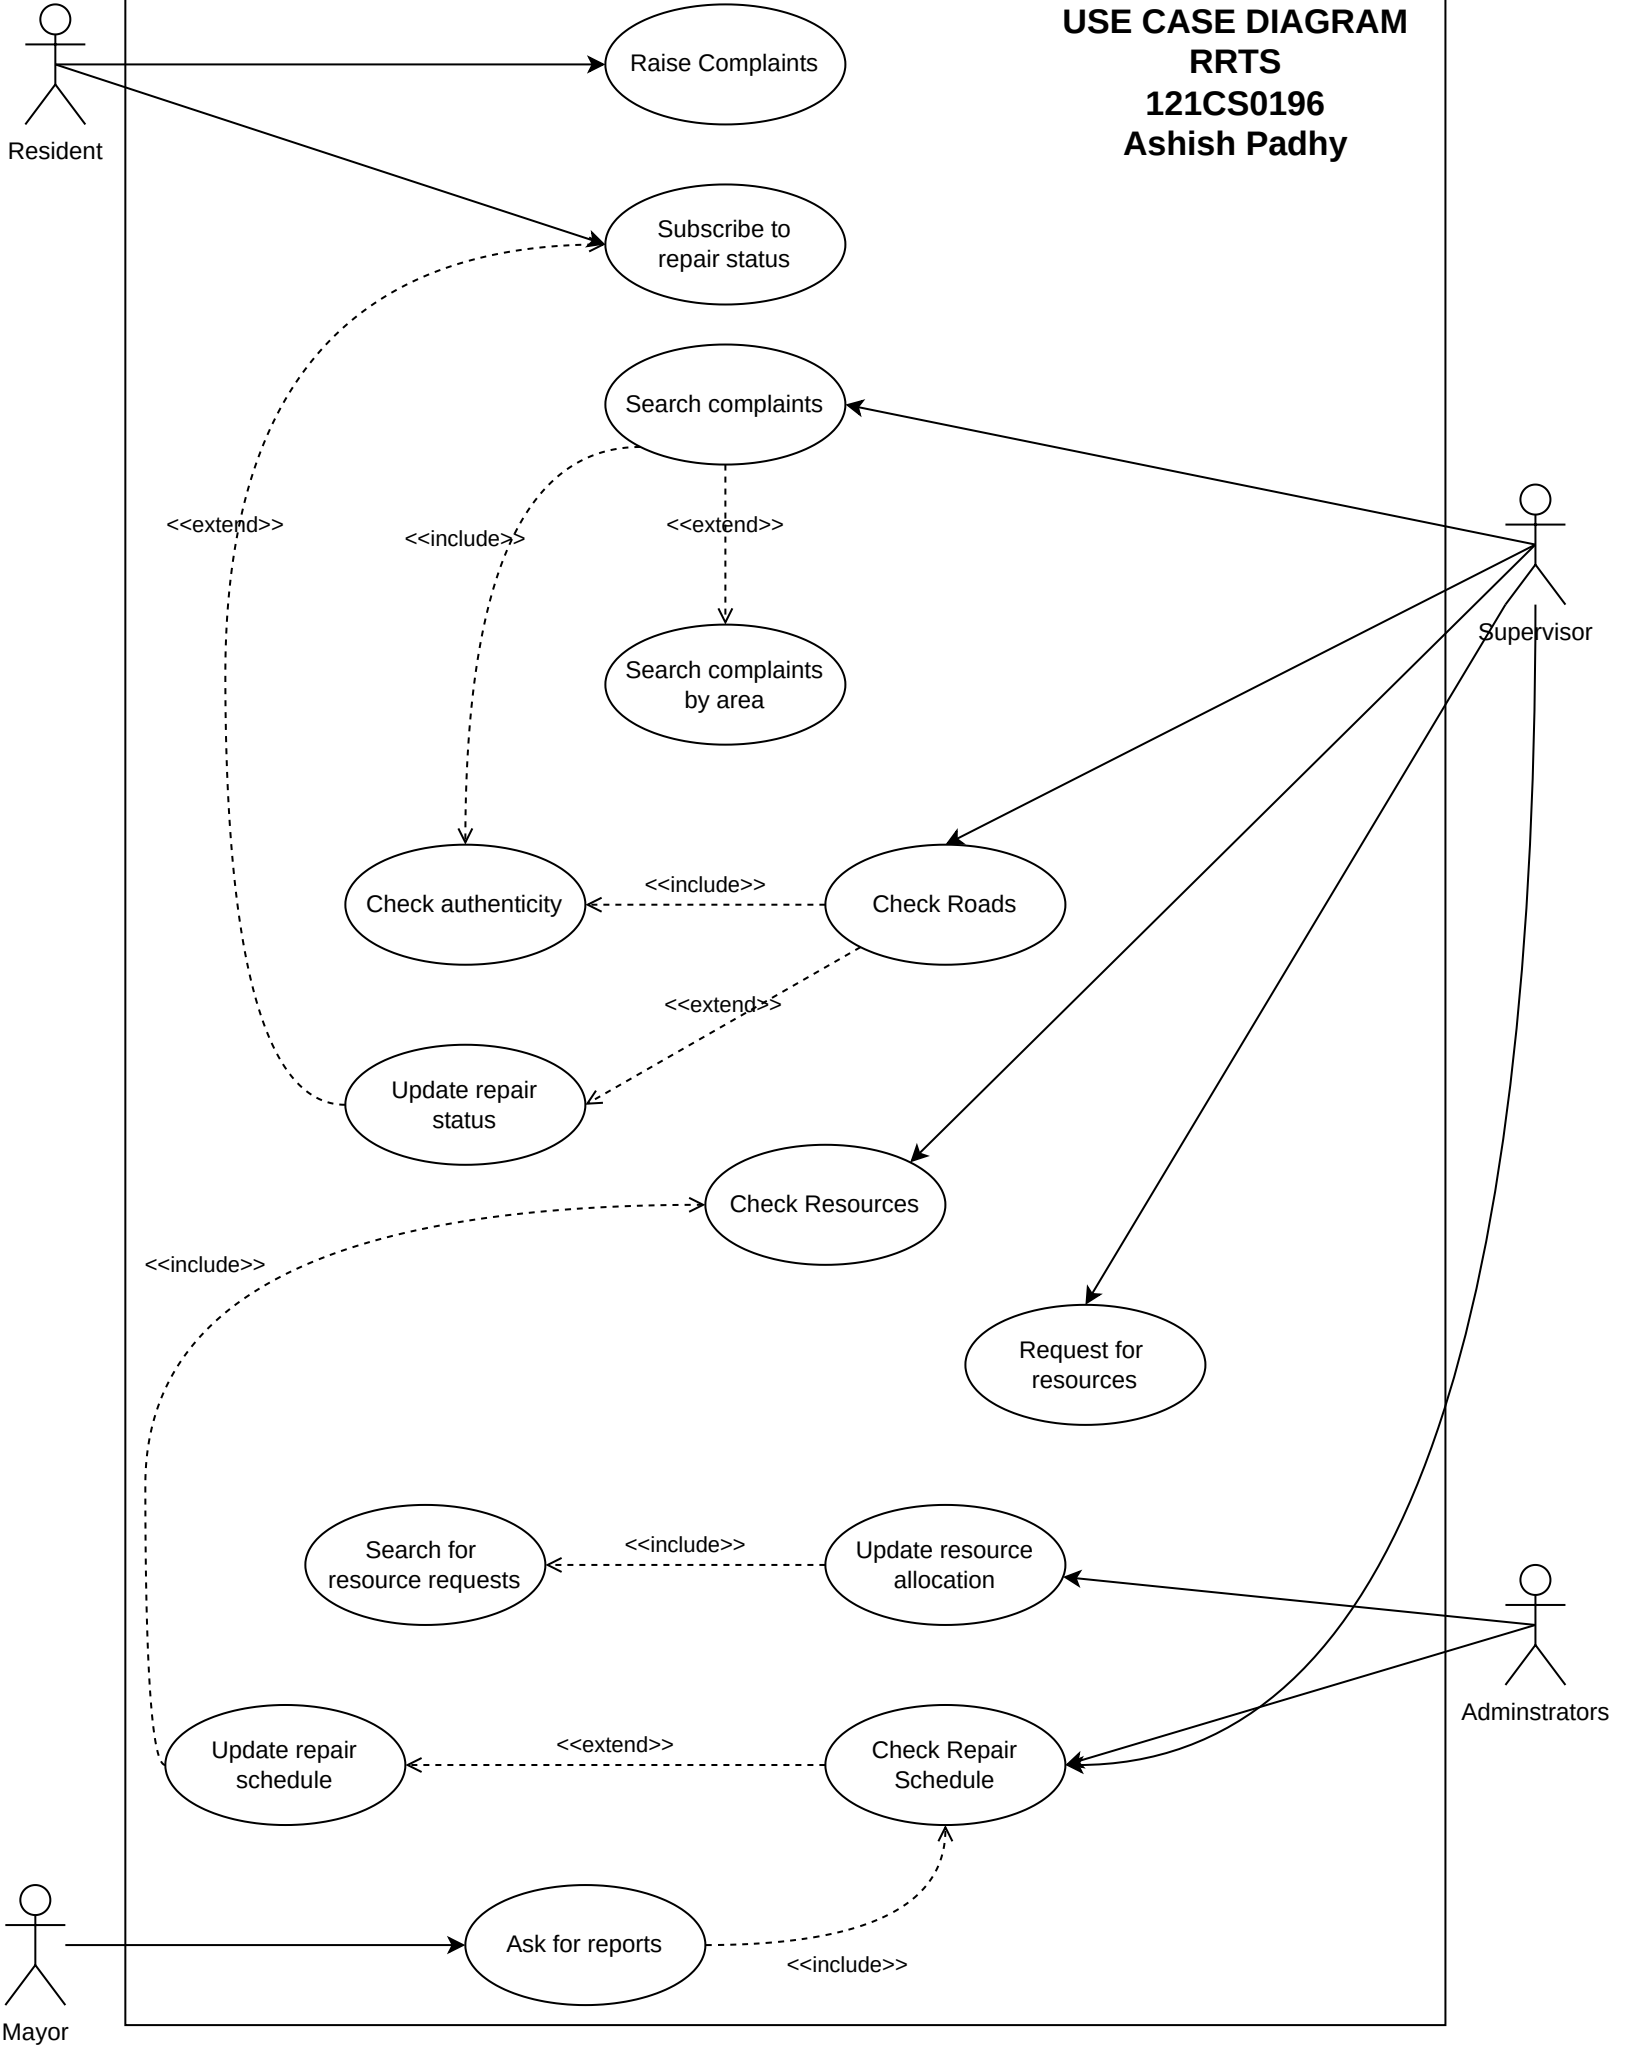 USE CASE DIAGRAM
RRTS
121CS0196
Ashish Padhy
Raise Complaints
Resident
Subscribe to
repair status
Search complaints
<<extend>>
<<include>>
<<extend>>
Supervisor
Search complaints
by area
<<include>>
Check authenticity
Check Roads
<<extend>>
Update repair
status
Check Resources
<<include>>
Request for
resources
Search for
resource requests
<<include>>
Update resource
allocation
Adminstrators
Update repair
schedule
<<extend>>
Check Repair
Schedule
Ask for reports
<<include>>
Mayor